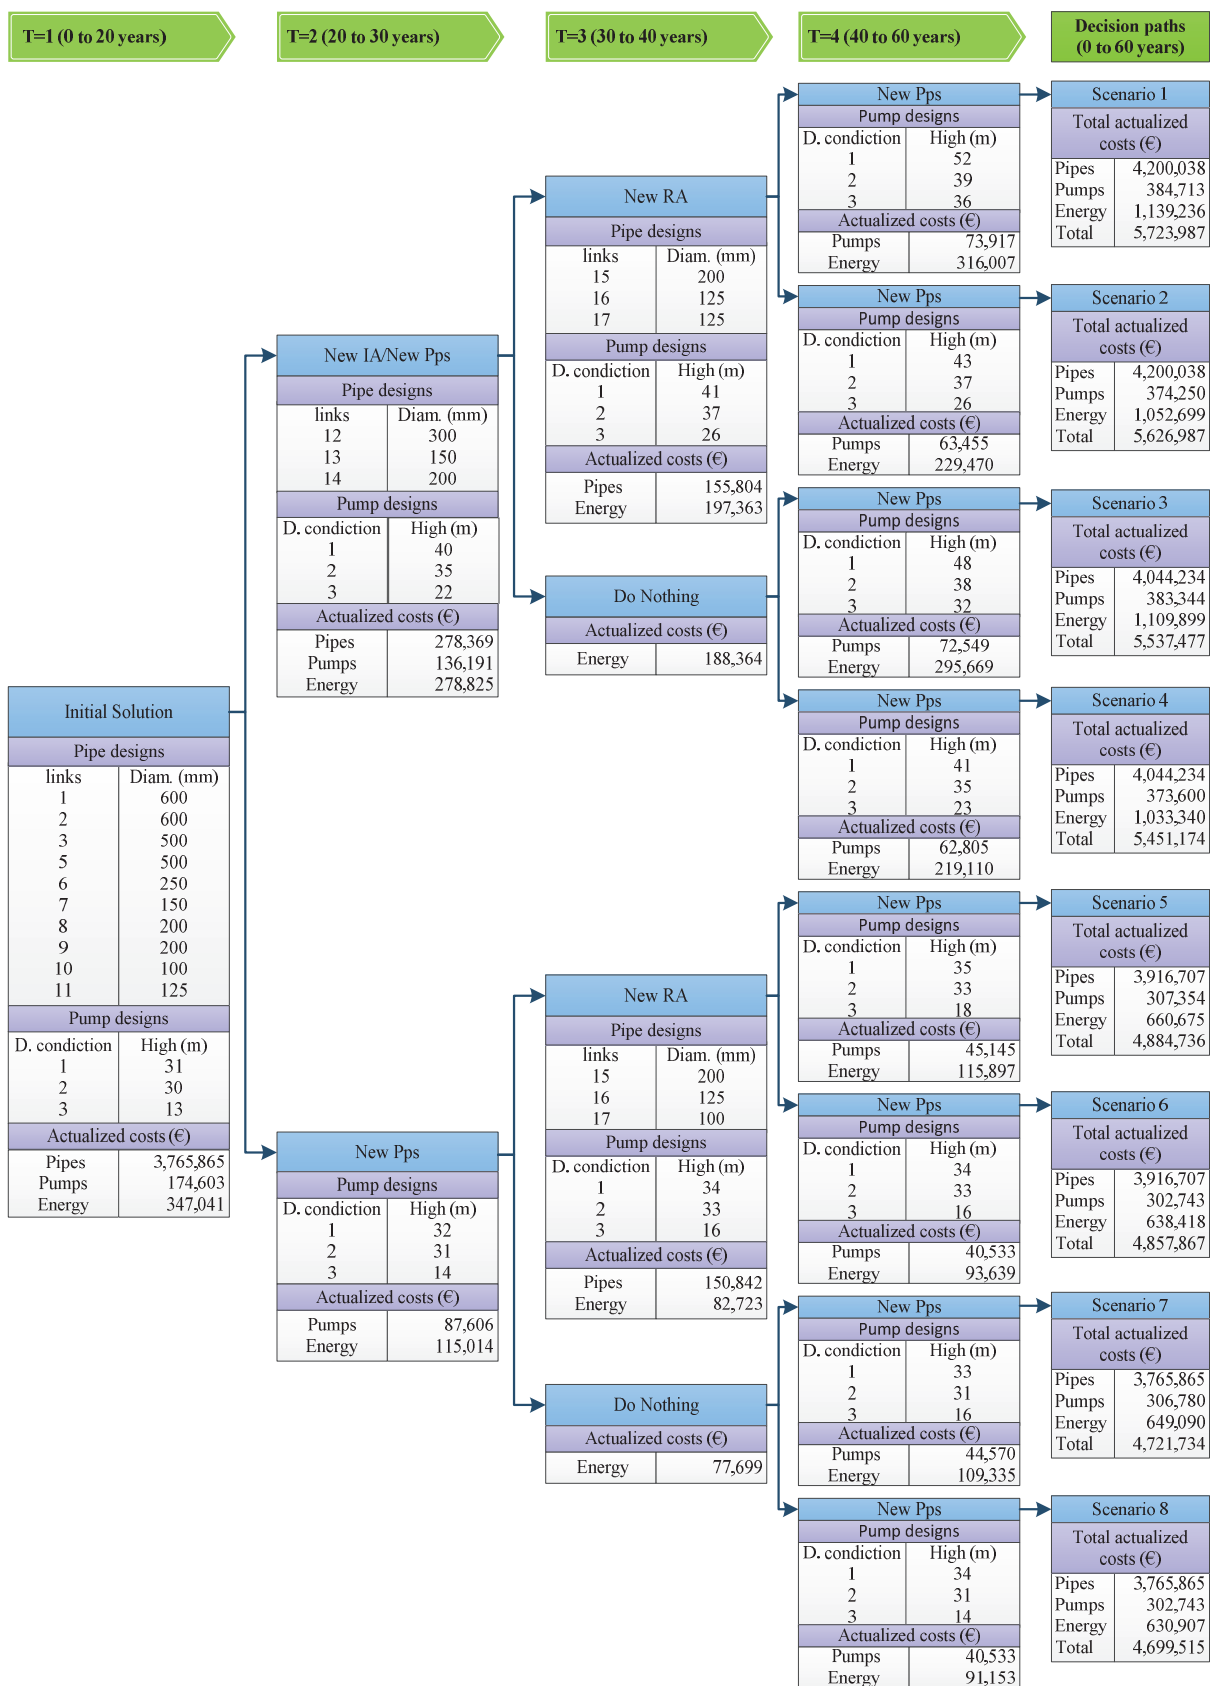 T=1 (0 to 20 years)
T=2 (20 to 30 years)
T=3 (30 to 40 years)
T=4 (40 to 60 years)
Decision paths
(0 to 60 years)
Initial Solution
Pipe designs
links Diam. (mm)
1 600
2 600
3 500
5 500
6 250
7 150
8 200
9 200
10 100
11 125
Pump designs
D. condiction High (m)
1 31
2 30
3 13
Actualized costs (€)
Pipes 3,765,865
Pumps 174,603
Energy 347,041
New IA/New Pps
Pipe designs
links Diam. (mm)
12 300
13 150
14 200
Pump designs
D. condiction High (m)
1 40
2 35
3 22
Actualized costs (€)
Pipes 278,369
Pumps 136,191
Energy 278,825
New Pps
Pump designs
D. condiction High (m)
1 32
2 31
3 14
Actualized costs (€)
Pumps 87,606
Energy 115,014
New RA
Pipe designs
links Diam. (mm)
15 200
16 125
17 125
Pump designs
D. condiction High (m)
1 41
2 37
3 26
Actualized costs (€)
Pipes 155,804
Energy 197,363
Do Nothing
Actualized costs (€)
Energy 188,364
New RA
Pipe designs
links Diam. (mm)
15 200
16 125
17 100
Pump designs
D. condiction High (m)
1 34
2 33
3 16
Actualized costs (€)
Pipes 150,842
Energy 82,723
Do Nothing
Actualized costs (€)
Energy 77,699
New Pps
Pump designs
D. condiction High (m)
1 52
2 39
3 36
Actualized costs (€)
Pumps 73,917
Energy 316,007
New Pps
Pump designs
D. condiction High (m)
1 43
2 37
3 26
Actualized costs (€)
Pumps 63,455
Energy 229,470
New Pps
Pump designs
D. condiction High (m)
1 48
2 38
3 32
Actualized costs (€)
Pumps 72,549
Energy 295,669
New Pps
Pump designs
D. condiction High (m)
1 41
2 35
3 23
Actualized costs (€)
Pumps 62,805
Energy 219,110
New Pps
Pump designs
D. condiction High (m)
1 35
2 33
3 18
Actualized costs (€)
Pumps 45,145
Energy 115,897
New Pps
Pump designs
D. condiction High (m)
1 34
2 33
3 16
Actualized costs (€)
Pumps 40,533
Energy 93,639
New Pps
Pump designs
D. condiction High (m)
1 33
2 31
3 16
Actualized costs (€)
Pumps 44,570
Energy 109,335
New Pps
Pump designs
D. condiction High (m)
1 34
2 31
3 14
Actualized costs (€)
Pumps 40,533
Energy 91,153
Scenario 1
Total actualized
costs (€)
Pipes 4,200,038
Pumps 384,713
Energy 1,139,236
Total 5,723,987
Scenario 2
Total actualized
costs (€)
Pipes 4,200,038
Pumps 374,250
Energy 1,052,699
Total 5,626,987
Scenario 3
Total actualized
costs (€)
Pipes 4,044,234
Pumps 383,344
Energy 1,109,899
Total 5,537,477
Scenario 4
Total actualized
costs (€)
Pipes 4,044,234
Pumps 373,600
Energy 1,033,340
Total 5,451,174
Scenario 5
Total actualized
costs (€)
Pipes 3,916,707
Pumps 307,354
Energy 660,675
Total 4,884,736
Scenario 6
Total actualized
costs (€)
Pipes 3,916,707
Pumps 302,743
Energy 638,418
Total 4,857,867
Scenario 7
Total actualized
costs (€)
Pipes 3,765,865
Pumps 306,780
Energy 649,090
Total 4,721,734
Scenario 8
Total actualized
costs (€)
Pipes 3,765,865
Pumps 302,743
Energy 630,907
Total 4,699,515